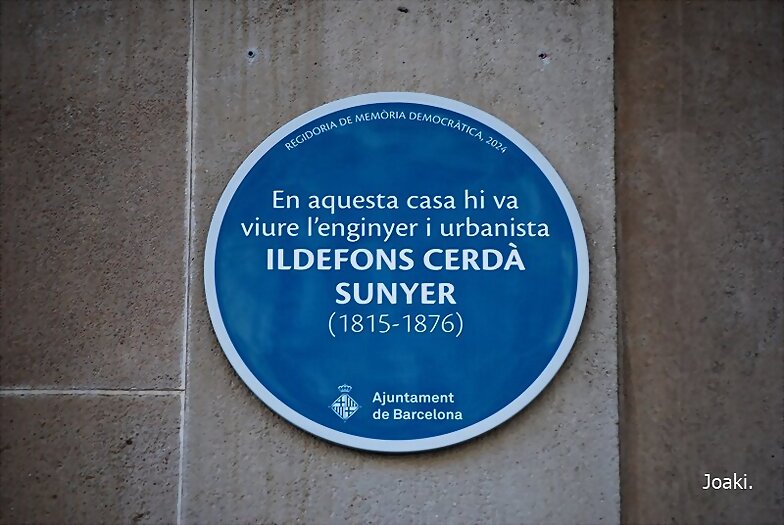 REGIDORIA DE MEMÒRIA DEMOCRÀTICA, 2024
En aquesta casa hi va
viure l'enginyer i urbanista
ILDEFONS CERDÀ
SUNYER
(1815-1876)
Ajuntament
de Barcelona
Joaki.